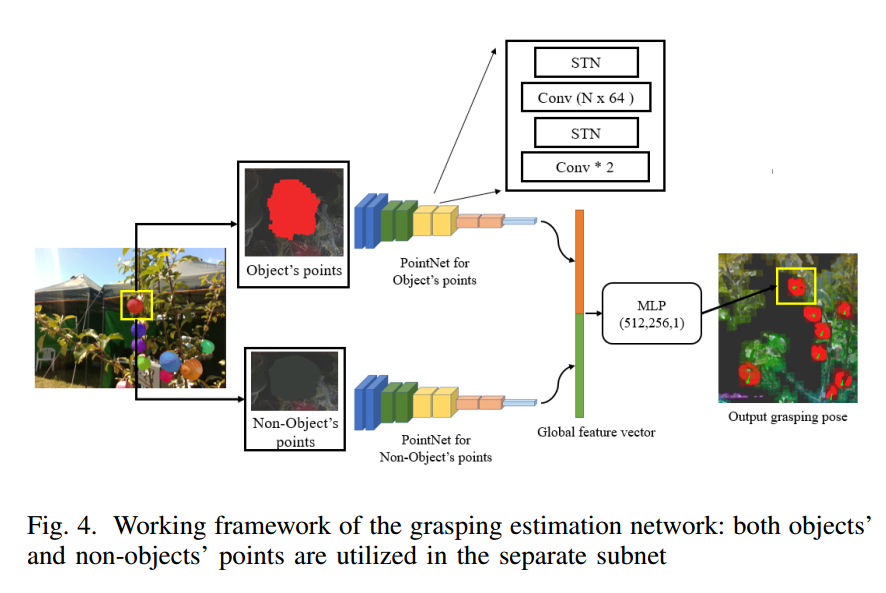 STN
Conv (N x 64 )
STN
Conv * 2
Object's points
PointNet for
Object's points
MLP
(512,256,1)
Non-Object's
points
PointNet for
Non-Object's points
Global feature vector
Output grasping pose
Fig. 4. Working framework of the grasping estimation network: both objects'
and non-objects' points are utilized in the separate subnet